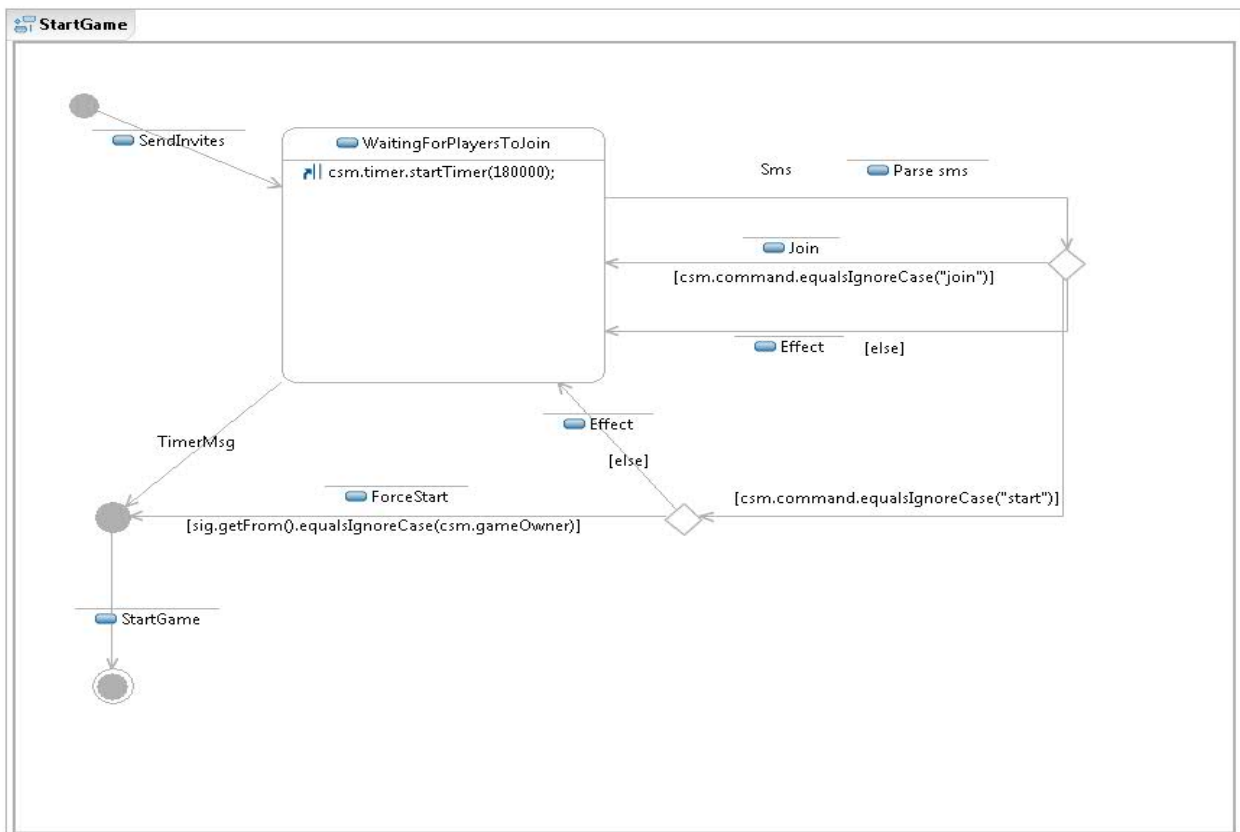 StartGame
SendInvites
WaitingForPlayersToJoin
csm.timer.startTimer(180000);
Sms
Parse sms
Join
[csm.command.equalsIgnoreCase("join")]
Effect
[else]
Effect
TimerMsg
[else]
ForceStart
[csm.command.equalsIgnoreCase("start")]
[sig.getFrom().equalsIgnoreCase(csm.gameOwner)]
StartGame